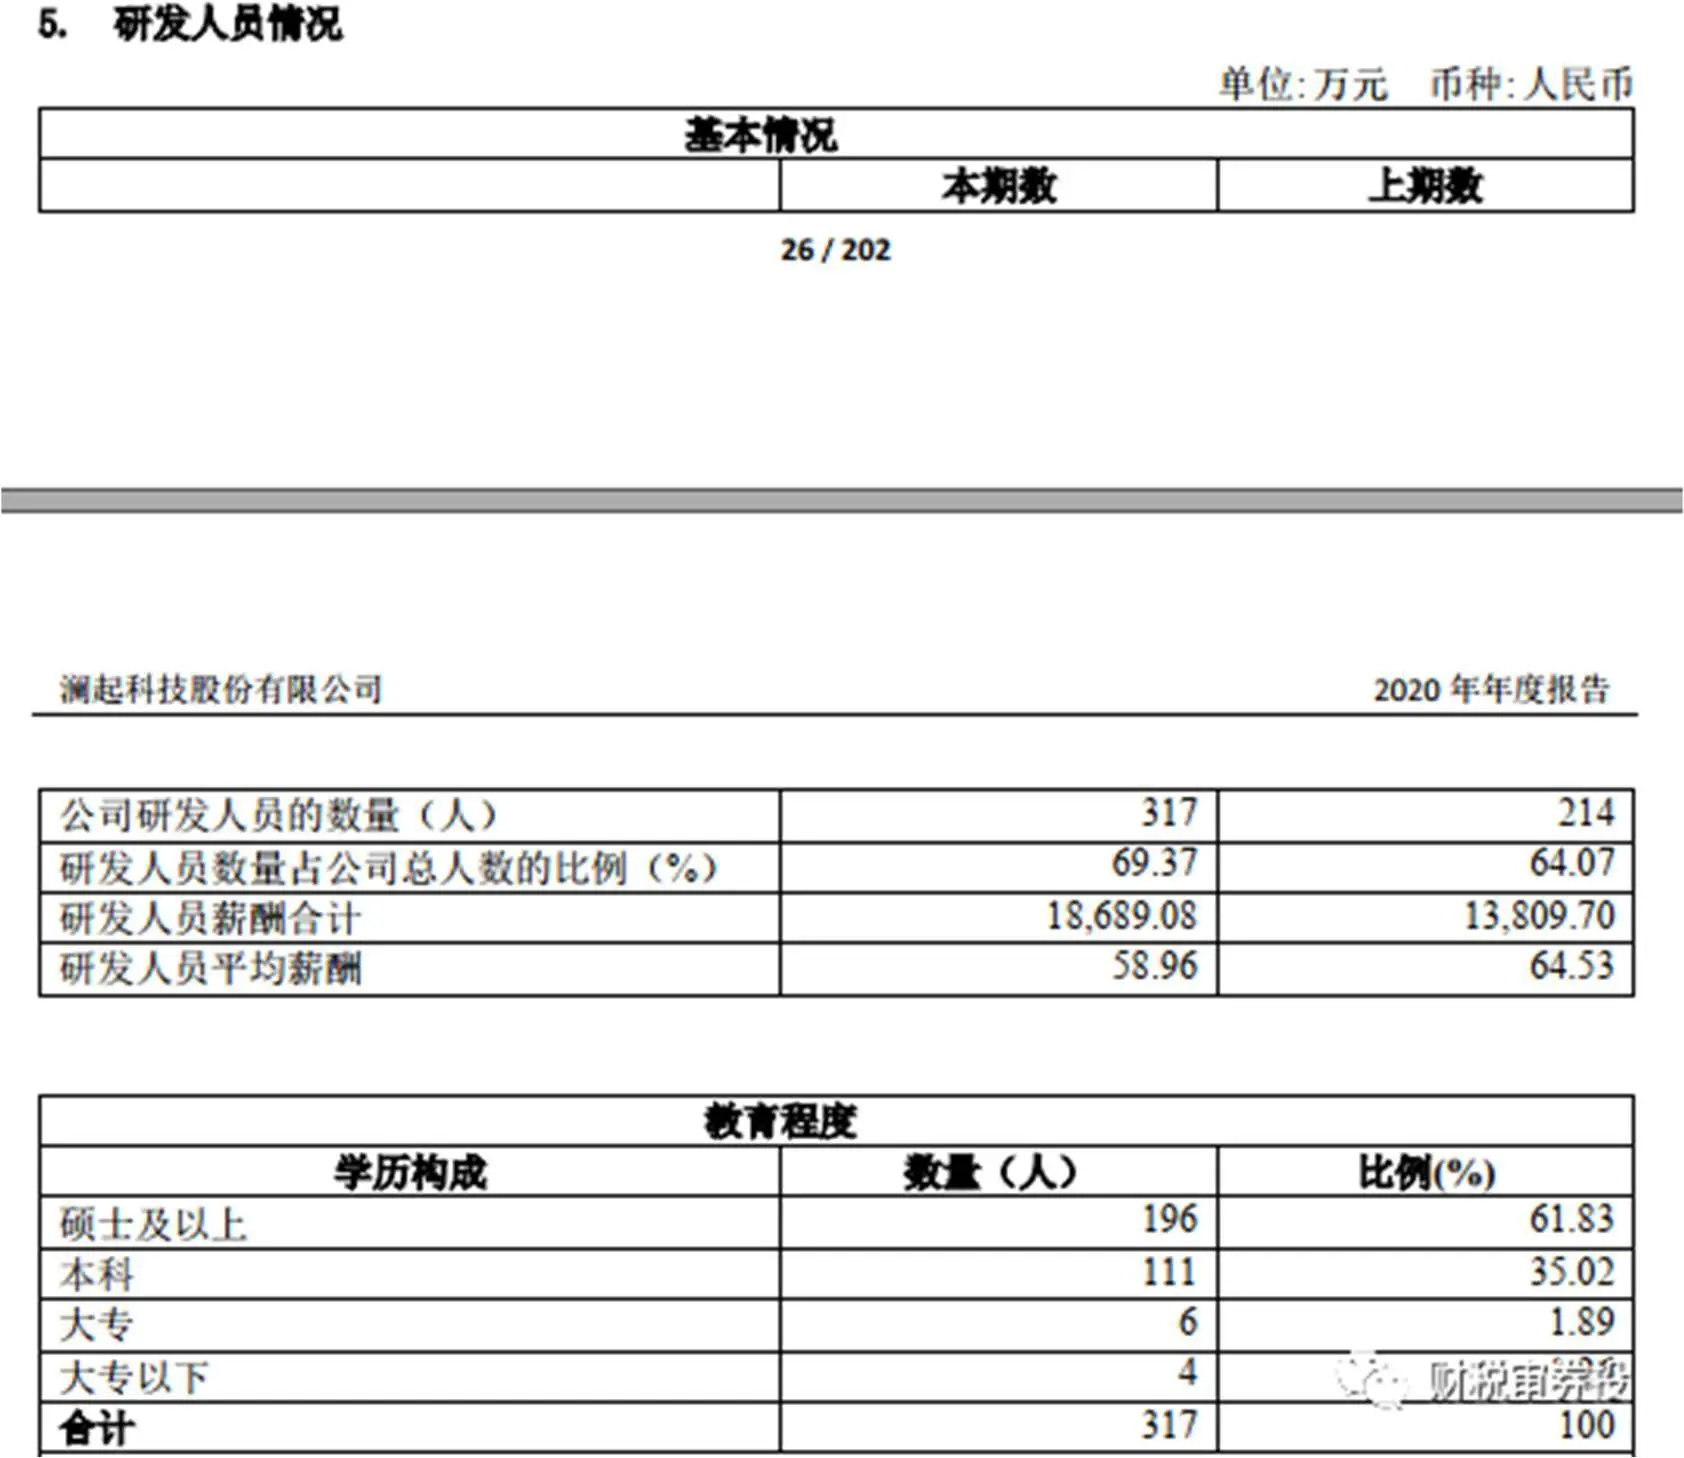 5. 研发人员情况
单位:万元 币种:人民币
基本情况
本期数 上期数
26 / 202
澜起科技股份有限公司 2020 年年度报告
公司研发人员的数量（人） 317 214
研发人员数量占公司总人数的比例（%） 69.37 64.07
研发人员薪酬合计 18,689.08 13,809.70
研发人员平均薪酬 58.96 64.53
教育程度
学历构成 数量（人） 比例(%)
硕士及以上 196 61.83
本科 111 35.02
大专 6 1.89
大专以下 4
财税审券投
合计 317 100